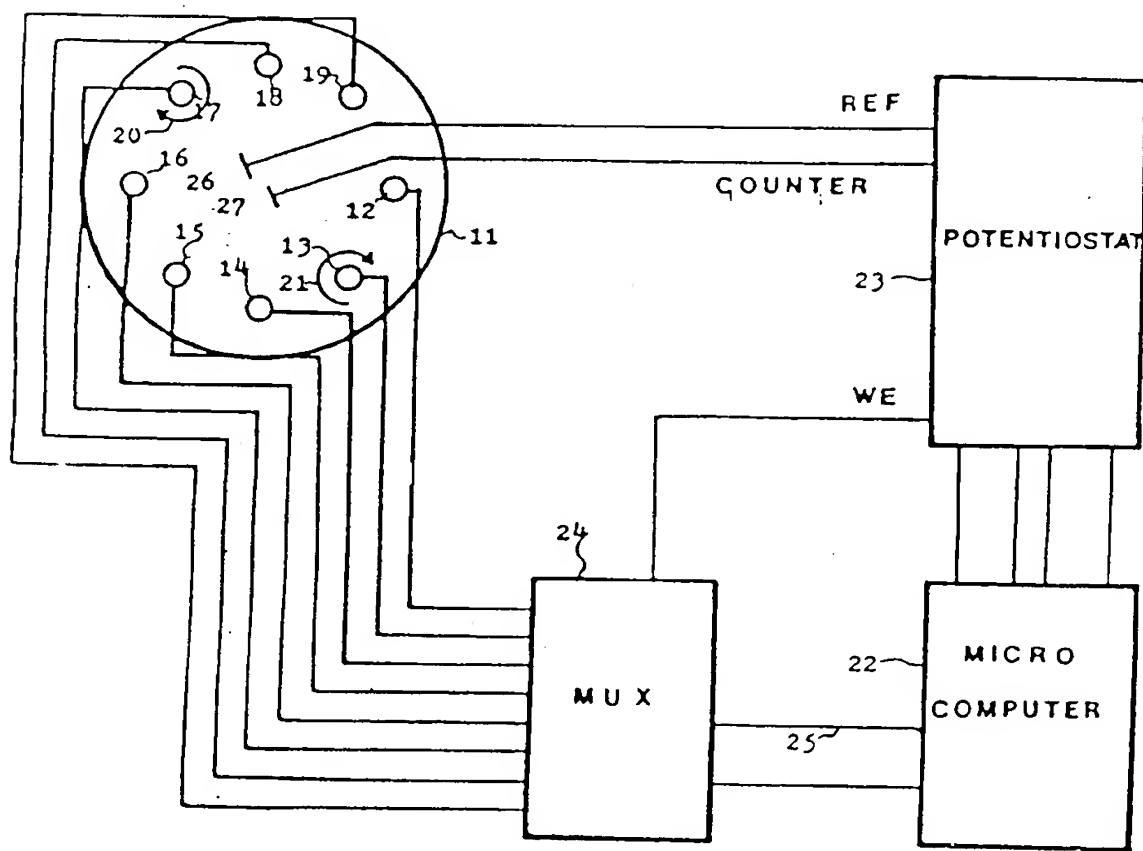 18
19
17
20
REF
16
26
COUNTER
27
12
11
POTENTIOSTAT
15
13
23
14
21
WE
24
22
MICRO
MUX
COMPUTER
25